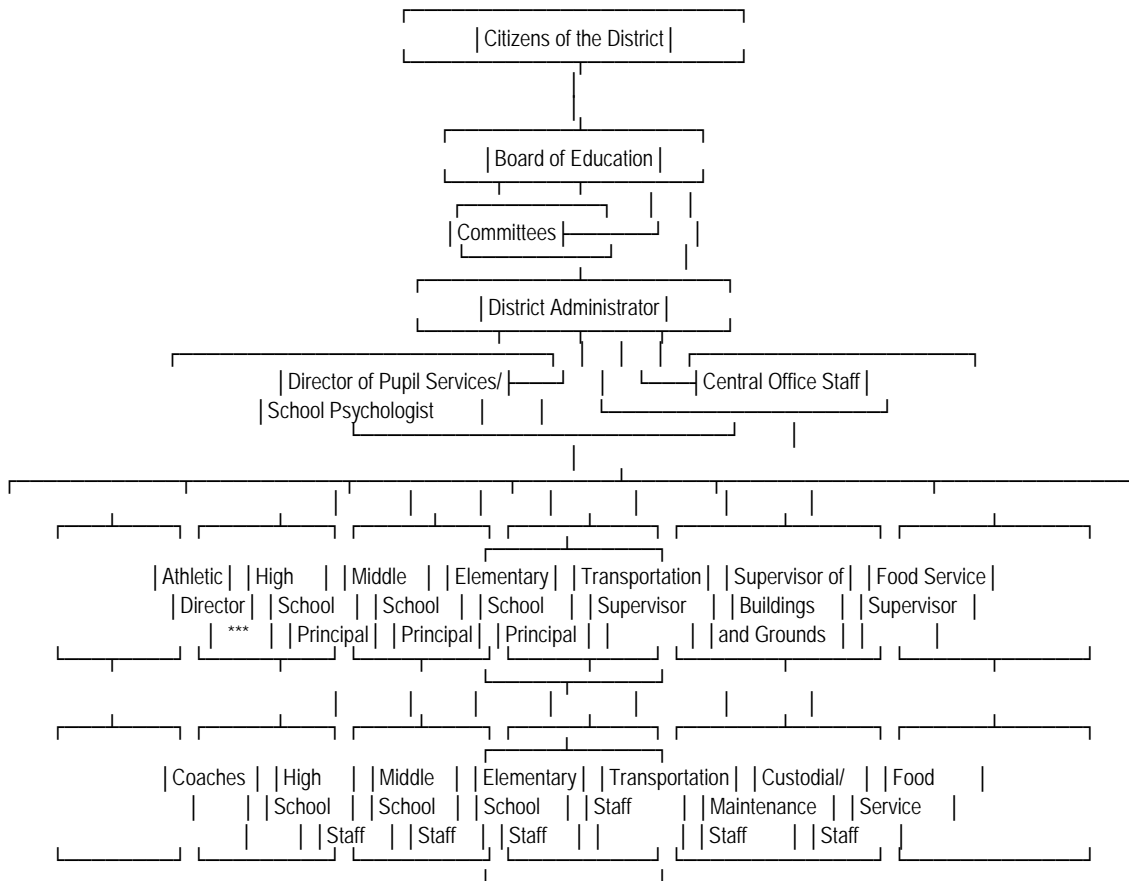 Citizens of the District
Board of Education
Committees
District Administrator
Director of Pupil Services/ Central Office Staff
School Psychologist
Athletic High Middle Elementary Transportation Supervisor of Food Service
Director School School School Supervisor Buildings Supervisor
*** Principal Principal Principal and Grounds
Coaches High Middle Elementary Transportation Custodial/ Food
School School School Staff Maintenance Service
Staff Staff Staff Staff Staff